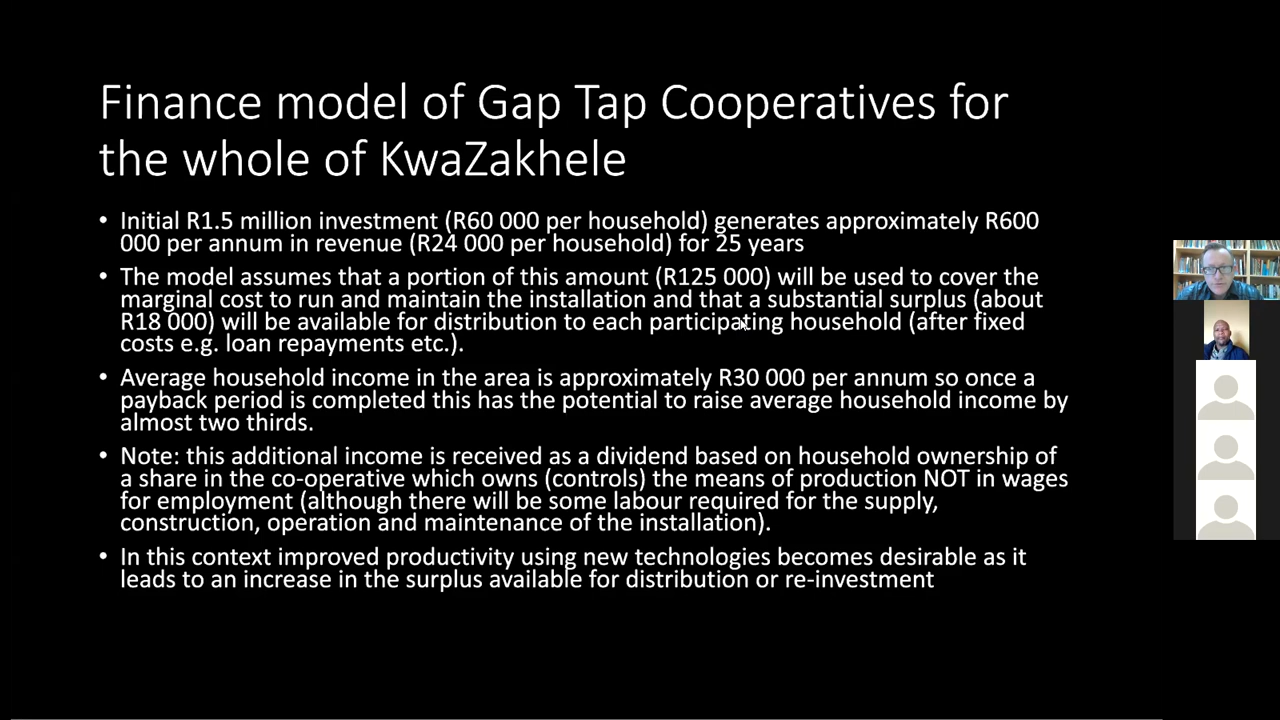 Finance model of Gap Tap Cooperatives for
the whole of KwaZakhele
• Initial R1.5 million investment (R60 000 per household) generates approximately R600
000 per annum in revenue (R24 000 per household) for 25 years
• The model assumes that a portion of this amount (R125 000) will be used to cover the
marginal cost to run and maintain the installation and that a substantial surplus (about
R18 000) will be available for distribution to each participating household (after fixed
costs e.g. loan repayments etc.).
• Average household income in the area is approximately R30 000 per annum so once a
payback period is completed this has the potential to raise average household income by
almost two thirds.
• Note: this additional income is received as a dividend based on household ownership of
a share in the co-operative which owns (controls) the means of production NOT in wages
for employment (although there will be some labour required for the supply,
construction, operation and maintenance of the installation).
• In this context improved productivity using new technologies becomes desirable as it
leads to an increase in the surplus available for distribution or re-investment